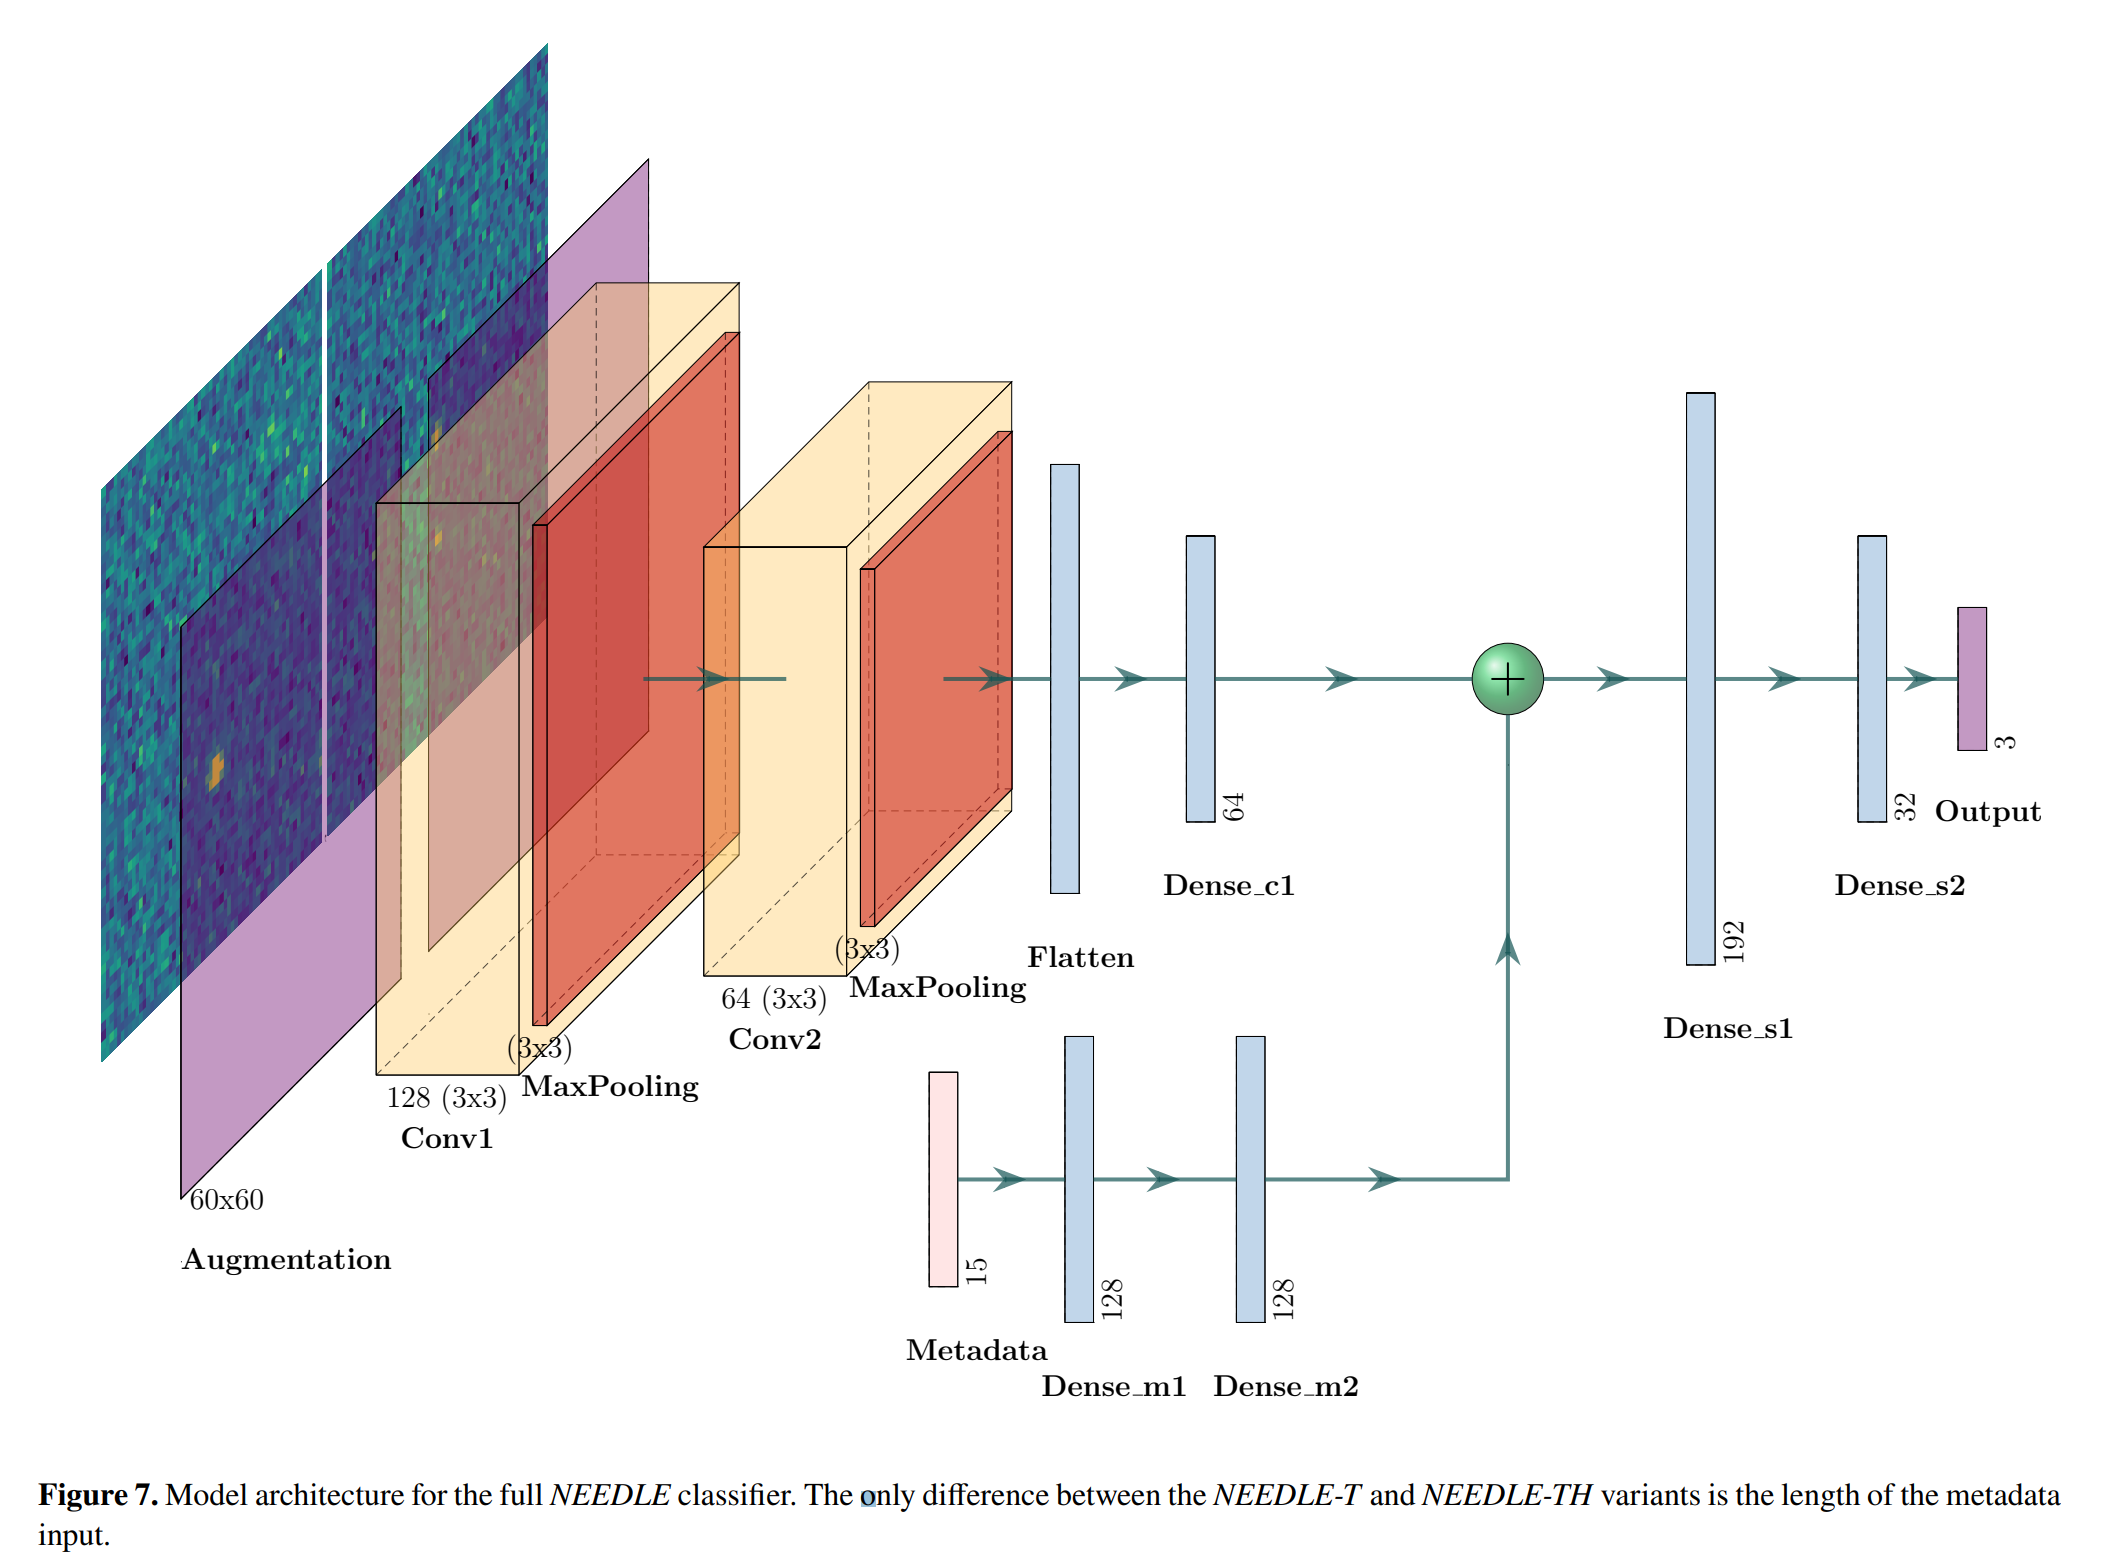 3
64
32
Output
Dense_c1
Dense_s2
192
(3x3)
Flatten
MaxPooling
64 (3x3)
Conv2
Dense_s1
(3x3)
MaxPooling
128 (3x3)
Conv1
60x60
Augmentation
15
128
128
Metadata
Dense_m1
Dense_m2
Figure 7. Model architecture for the full NEEDLE classifier. The only difference between the NEEDLE-T and NEEDLE-TH variants is the length of the metadata
input.